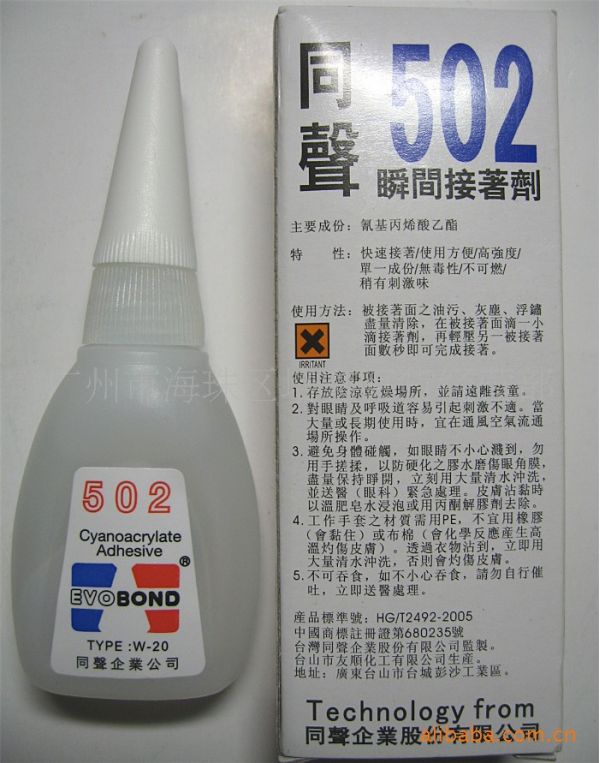 同聲
502
瞬間接著劑
主要成份：氰基丙烯酸乙酯
特　　性：快速接著/使用方便/高強度/
單一成份/無毒性/不可燃/
稍有刺激味
使用方法：被接著面之油污、灰塵、浮鏽
盡量清除，在被接著面滴一小
滴接著劑，再輕壓另一被接著
面數秒即可完成接著。
IRRITANT
使用注意事項：
1.存放陰涼乾燥場所，並請遠離孩童。
2.對眼睛及呼吸道容易引起刺激不適。當
大量或長期使用時，宜在通風空氣流通
場所操作。
3.避免身體碰觸，如眼睛不小心濺到，勿
用手搓揉，以防硬化之膠水磨傷眼角膜，
盡量保持睜開，立刻用大量清水沖洗，
並送醫（眼科）緊急處理。皮膚沾黏時
以溫肥皂水浸泡或用丙酮解膠劑去除。
4.工作手套之材質需用PE，不宜用橡膠
（會黏住）或布棉（會化學反應産生高
溫灼傷皮膚）。透過衣物沾到，立即用
大量清水沖洗，否則會灼傷皮膚。
5.不可吞食，如不小心吞食，請勿自行催
吐，立即送醫處理。
産品標準號：HG/T2492-2005
中國商標註冊證第680235號
台灣同聲企業股份有限公司監製。
台山市友順化工有限公司生産。
地址：廣東台山市台城彭沙工業區。
Technology from
同聲企業股份有限公司
502
Cyanoacrylate
Adhesive
®
EVOBOND
TYPE :W-20
同聲企業公司
广州市海珠区
alibaba.com.cn